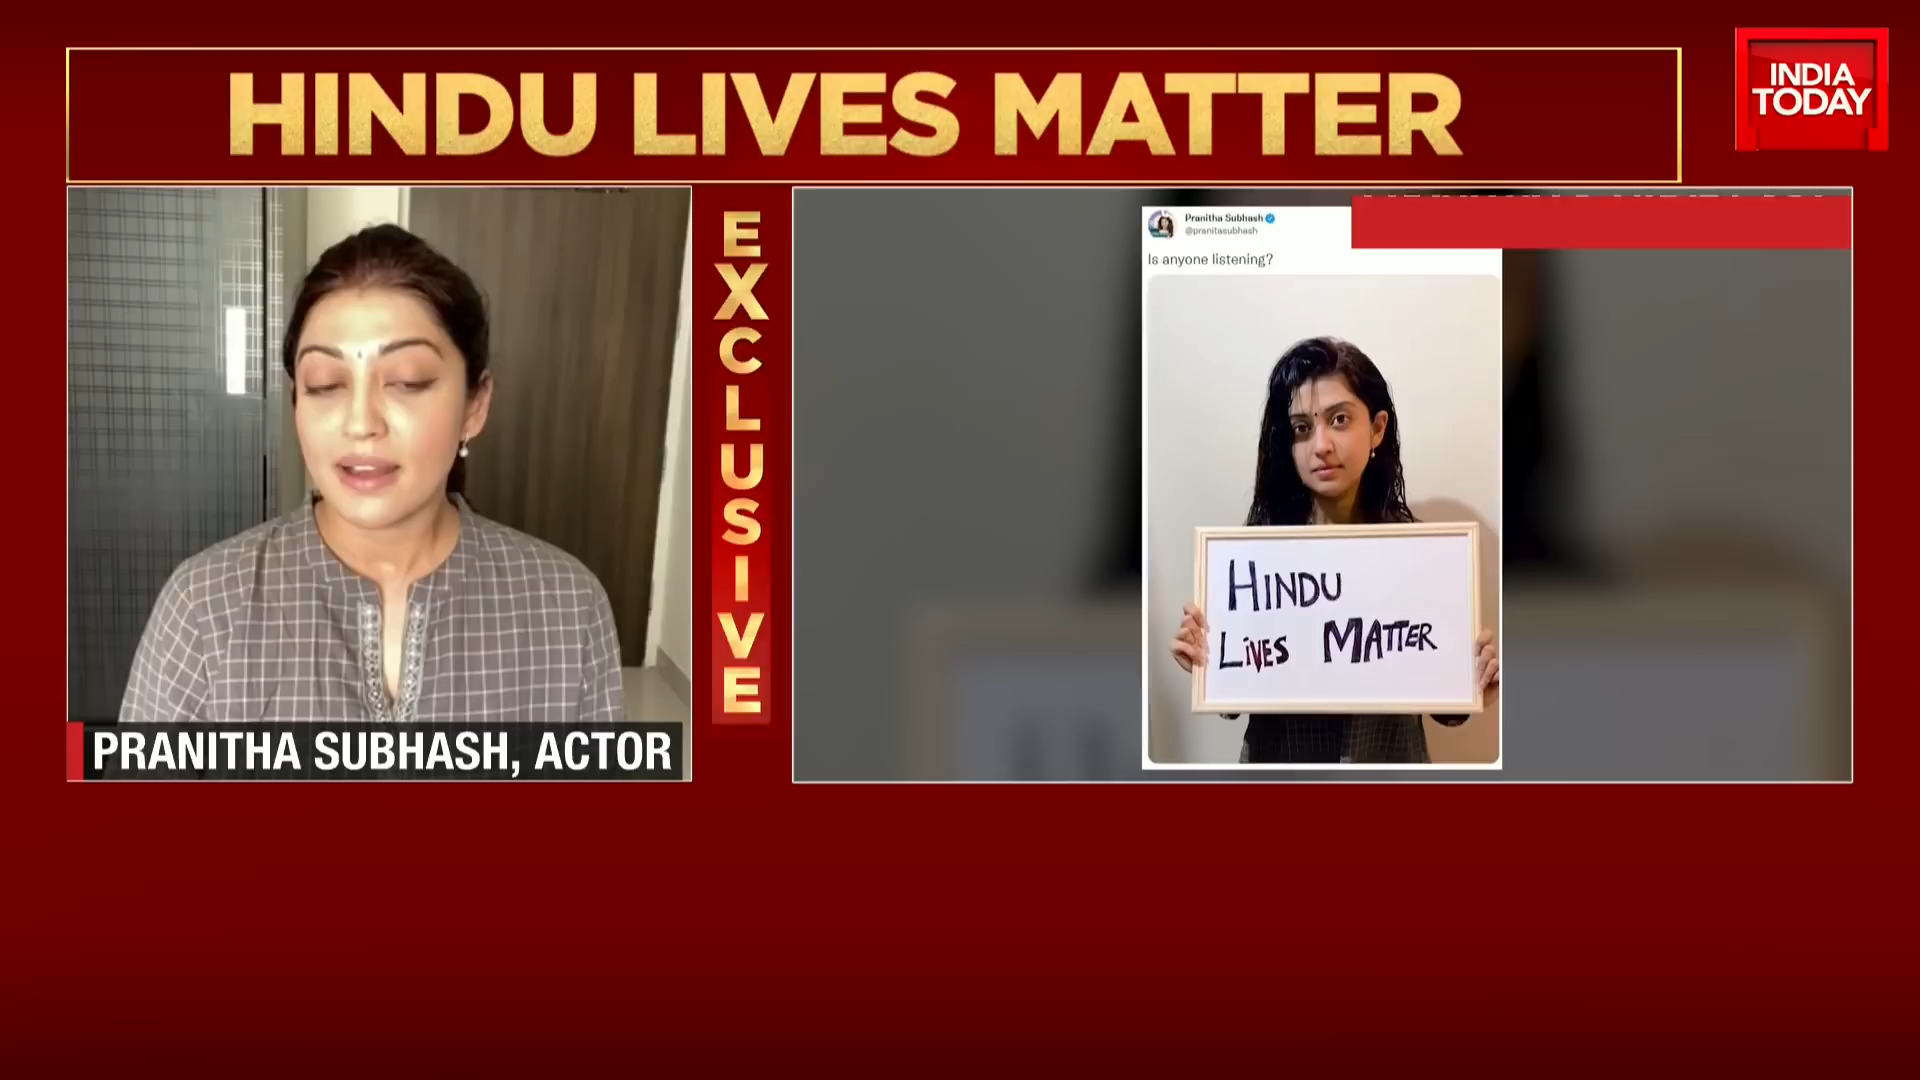 HINDU LIVES MATTER
INDIA
TODAY
EXCLUSIVE
Pranitha Subhash
@pranitasubhash
Is anyone listening?
HINDU
LIVES MATTER
PRANITHA SUBHASH, ACTOR